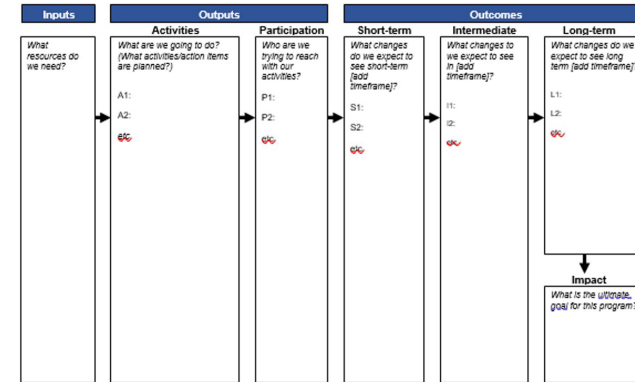 Inputs
Outputs
Outcomes
Activities
Participation
Short-term
Intermediate
Long-term
What
resources do
we need?
What are we going to do?
(What activities/action items
are planned?)
A1:
A2:
etc
Who are we
trying to reach
with our
activities?
P1:
P2:
etc
What changes
do we expect to
see short-term
[add
timeframe]?
S1:
S2:
etc
What changes to
we expect to see
in [add
timeframe]?
I1:
I2:
etc
What changes do we
expect to see long
term [add timeframe]?
L1:
L2:
etc
Impact
What is the ultimate
goal for this program?